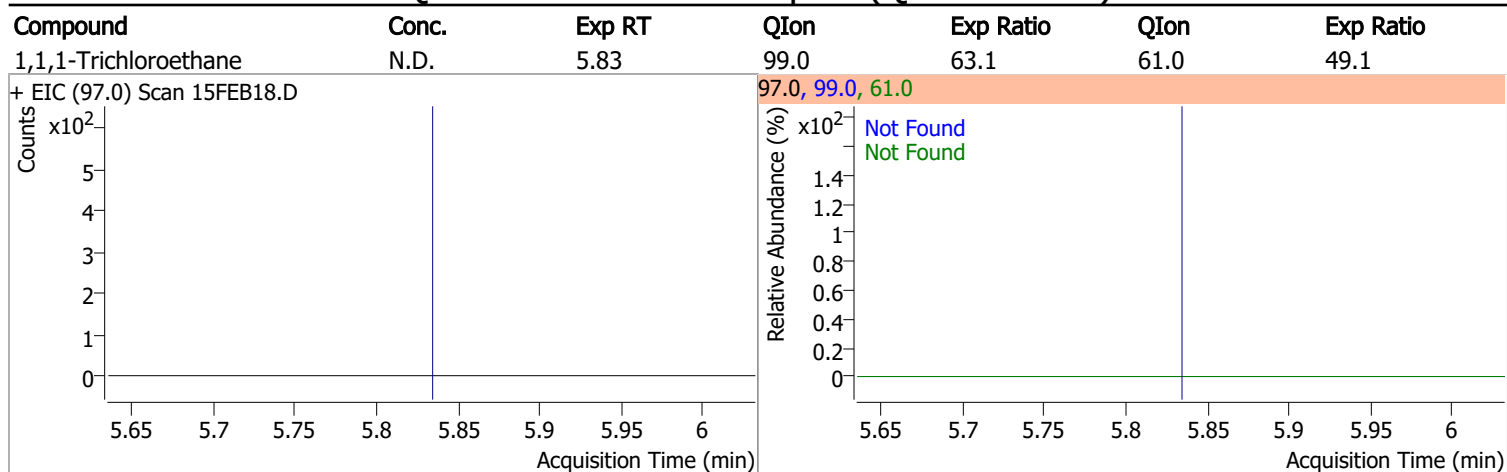 Compound Conc. Exp RT QIon Exp Ratio QIon Exp Ratio
1,1,1-Trichloroethane N.D. 5.83 99.0 63.1 61.0 49.1
+ EIC (97.0) Scan 15FEB18.D
Counts
x10²
5
4
3
2
1
0
5.65 5.7 5.75 5.8 5.85 5.9 5.95 6
Acquisition Time (min)
97.0, 99.0, 61.0
Relative Abundance (%)
x10²
Not Found
Not Found
1.4
1.2
1
0.8
0.6
0.4
0.2
0
5.65 5.7 5.75 5.8 5.85 5.9 5.95 6
Acquisition Time (min)